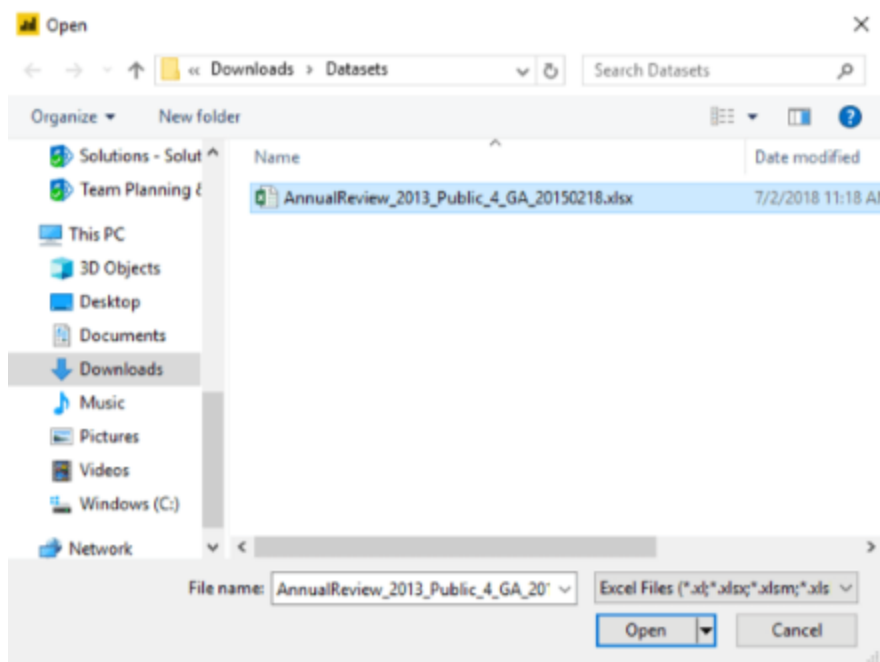 Open
« Downloads > Datasets
Search Datasets
Organize
New folder
Name
Date modified
Solutions - Solut
Team Planning &
AnnualReview_2013_Public_4_GA_20150218.xlsx
7/2/2018 11:18 AM
This PC
3D Objects
Desktop
Documents
Downloads
Music
Pictures
Videos
Windows (C:)
Network
File name:
AnnualReview_2013_Public_4_GA_20
Excel Files (*.xl;*.xlsx;*.xlsm;*.xls
Open
Cancel